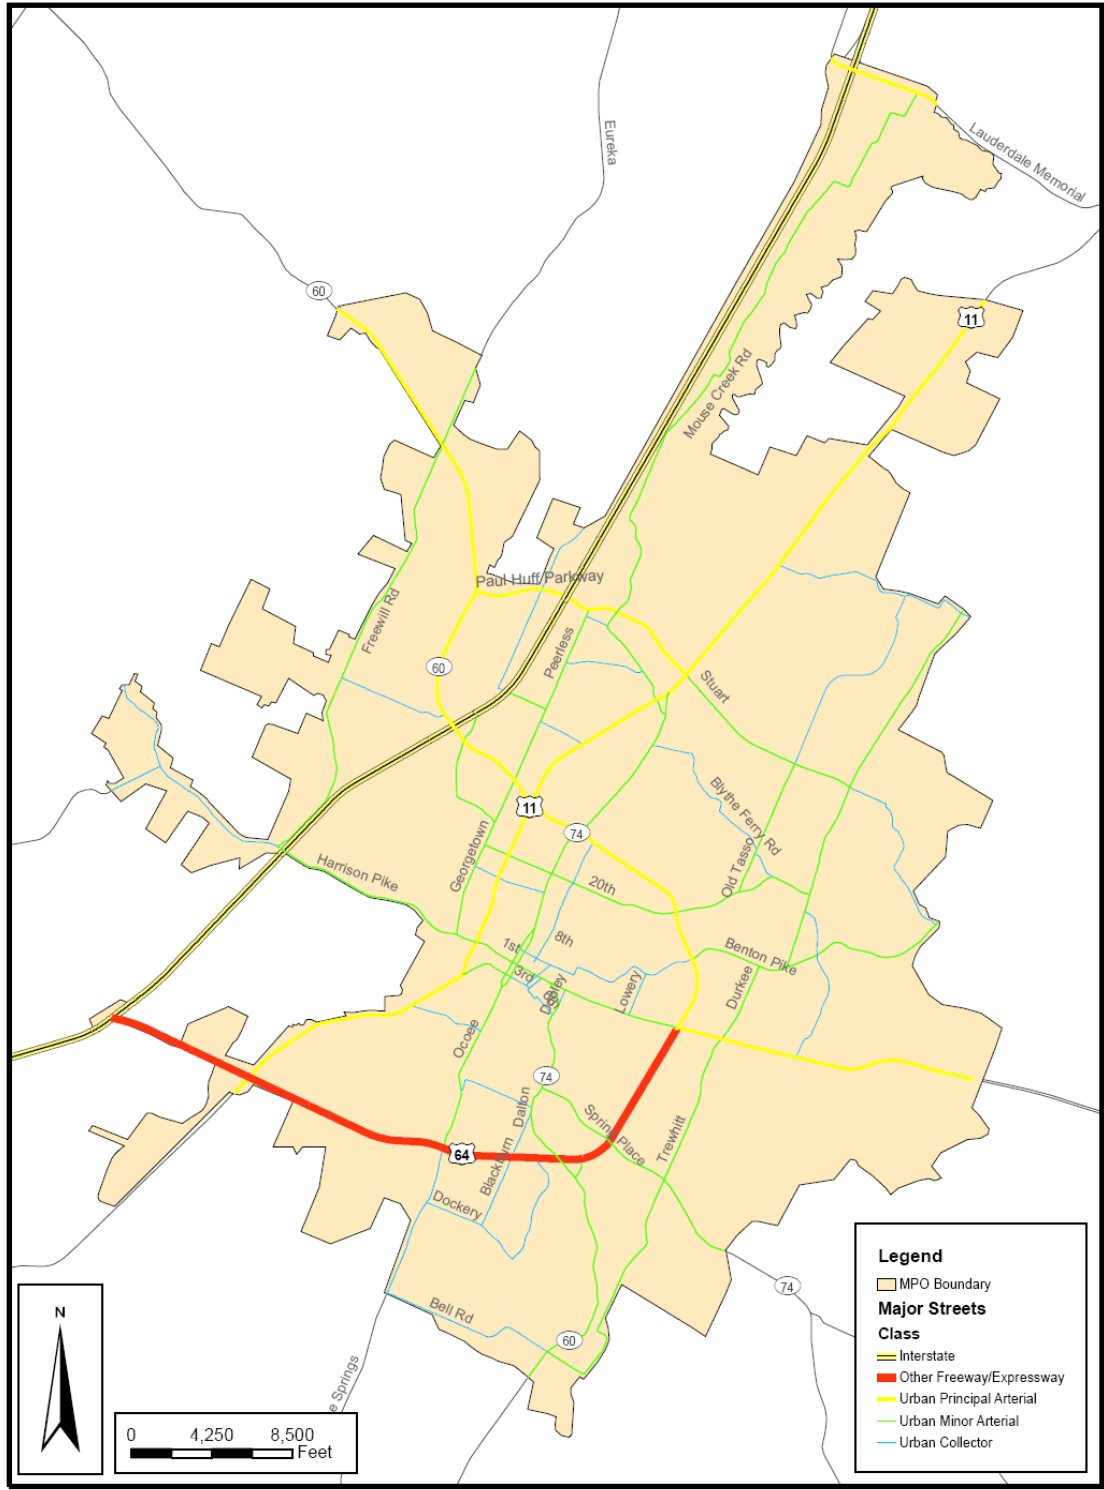 Eureka
Lauderdale Memorial
60
11
Mouse Creek Rd
Paul Huff Parkway
Freewill Rd
Peerless
60
Stuart
11
74
Blythe Ferry Rd
Old Tasso
Georgetown
Harrison Pike
20th
8th
1st
3rd
Benton Pike
Durkee
Lowery
Ocoee
74
Dalton
Spring Place
Trewhitt
64
Blackburn
Dockery
Bell Rd
60
74
e Springs
N
0 4,250 8,500
Feet
Legend
MPO Boundary
Major Streets
Class
Interstate
Other Freeway/Expressway
Urban Principal Arterial
Urban Minor Arterial
Urban Collector